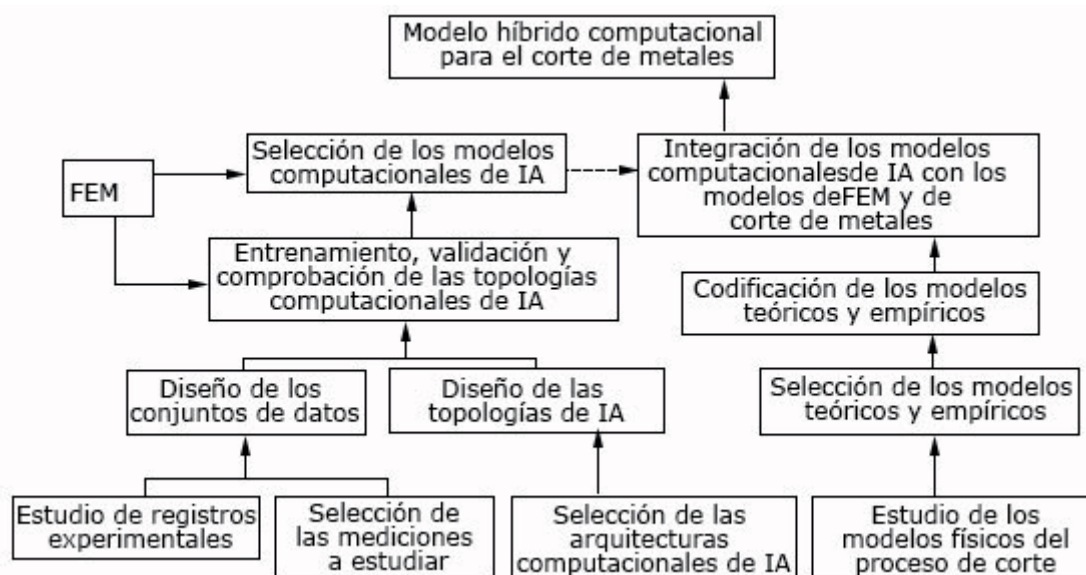 Modelo híbrido computacional
para el corte de metales
Selección de los modelos
computacionales de IA
Integración de los modelos
computacionalesde IA con los
modelos deFEM y de
corte de metales
FEM
Entrenamiento, validación y
comprobación de las topologías
computacionales de IA
Codificación de los modelos
teóricos y empíricos
Diseño de los
conjuntos de datos
Diseño de las
topologías de IA
Selección de los modelos
teóricos y empíricos
Estudio de registros
experimentales
Selección de
las mediciones
a estudiar
Selección de las
arquitecturas
computacionales de IA
Estudio de los
modelos físicos del
proceso de corte